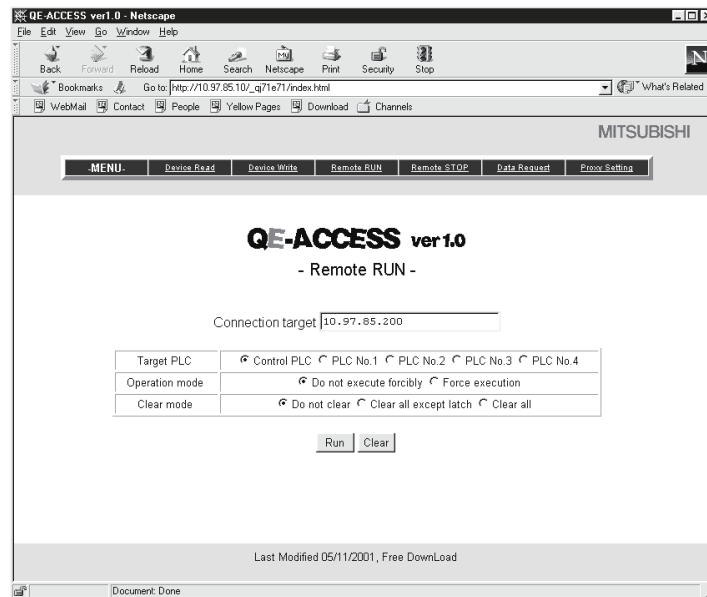 QE-ACCESS ver1.0 - Netscape
File Edit View Go Window Help
Back Forward Reload Home Search Netscape Print Security Stop
My
N
Bookmarks Go to: http://10.97.85.10/_qj71e71/index.html What's Related
WebMail Contact People Yellow Pages Download Channels
MITSUBISHI
-MENU- Device Read Device Write Remote RUN Remote STOP Data Request Proxy Setting
QE-ACCESS ver1.0
- Remote RUN -
Connection target 10.97.85.200
Target PLC Control PLC PLC No.1 PLC No.2 PLC No.3 PLC No.4
Operation mode Do not execute forcibly Force execution
Clear mode Do not clear Clear all except latch Clear all
Run Clear
Last Modified 05/11/2001, Free DownLoad
Document: Done